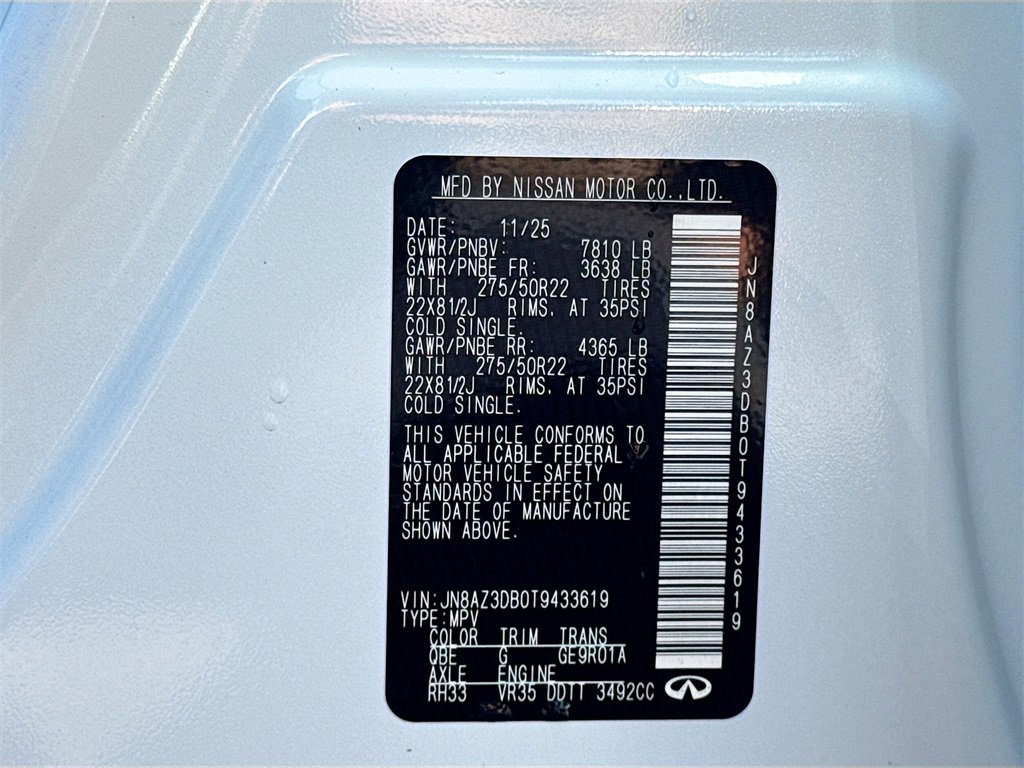 MFD BY NISSAN MOTOR CO.,LTD.
DATE: 11/25
GVWR/PNBV: 7810 LB
GAWR/PNBE FR: 3638 LB
WITH 275/50R22 TIRES
22X81/2J RIMS, AT 35PSI
COLD SINGLE.
GAWR/PNBE RR: 4365 LB
WITH 275/50R22 TIRES
22X81/2J RIMS, AT 35PSI
COLD SINGLE.
THIS VEHICLE CONFORMS TO
ALL APPLICABLE FEDERAL
MOTOR VEHICLE SAFETY
STANDARDS IN EFFECT ON
THE DATE OF MANUFACTURE
SHOWN ABOVE.
VIN:JN8AZ3DB0T9433619
TYPE:MPV
COLOR TRIM TRANS
QBE G GE9R01A
AXLE ENGINE
RH33 VR35 DDTT 3492CC
JN8AZ3DB0T9433619